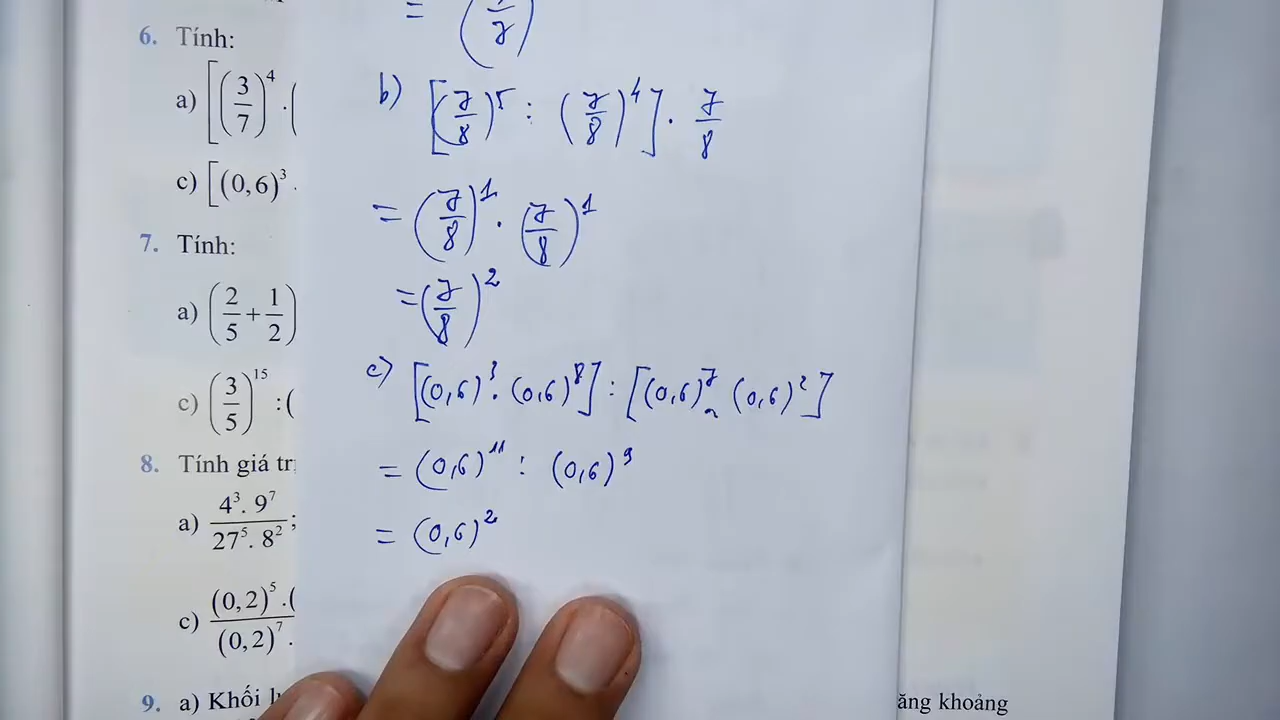 6. Tính:
a) [(3/7)^4 · (
c) [(0,6)^3 ·
7. Tính:
a) (2/5 + 1/2)
c) (3/5)^15 : (
8. Tính giá trị
a) 4^3 . 9^7 / 27^5 . 8^2 ;
c) (0,2)^5 . ( / (0,2)^7 .
9. a) Khối l
ăng khoảng
b) [(7/8)^5 : (7/8)^4] · 7/8
= (7/8)^1 · (7/8)^1
= (7/8)^2
c) [(0,6)^3 . (0,6)^8] : [(0,6)^7 . (0,6)^2]
= (0,6)^11 : (0,6)^9
= (0,6)^2